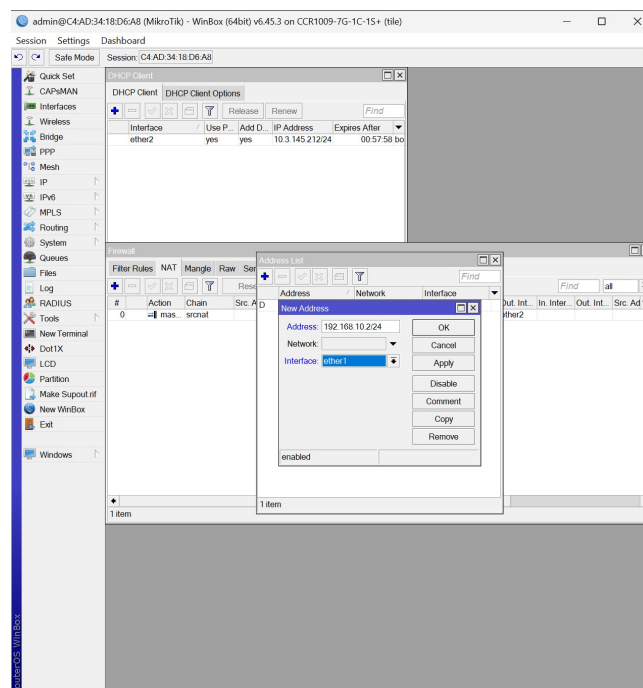 admin@C4:AD:34:18:D6:A8 (MikroTik) - WinBox (64bit) v6.45.3 on CCR1009-7G-1C-1S+ (tile)
Session Settings Dashboard
Safe Mode Session: C4:AD:34:18:D6:A8
Quick Set
CAPsMAN
Interfaces
Wireless
Bridge
PPP
Mesh
IP
IPv6
MPLS
Routing
System
Queues
Files
Log
RADIUS
Tools
New Terminal
Dot1X
LCD
Partition
Make Supout.rif
New WinBox
Exit
Windows
RouterOS WinBox
DHCP Client
DHCP Client DHCP Client Options
Release Renew Find
Interface Use P... Add D... IP Address Expires After
ether2 yes yes 10.3.145.212/24 00:57:58 bo
Firewall
Filter Rules NAT Mangle Raw Ser
Rese Find all
# Action Chain Src. A Out. Int... In. Inter... Out. Int... Src. Ad
0 mas... srcnat ether2
1 item
Address List
Find
Address Network Interface
D
1 item
New Address
Address: 192.168.10.2/24
Network:
Interface: ether1
OK
Cancel
Apply
Disable
Comment
Copy
Remove
enabled